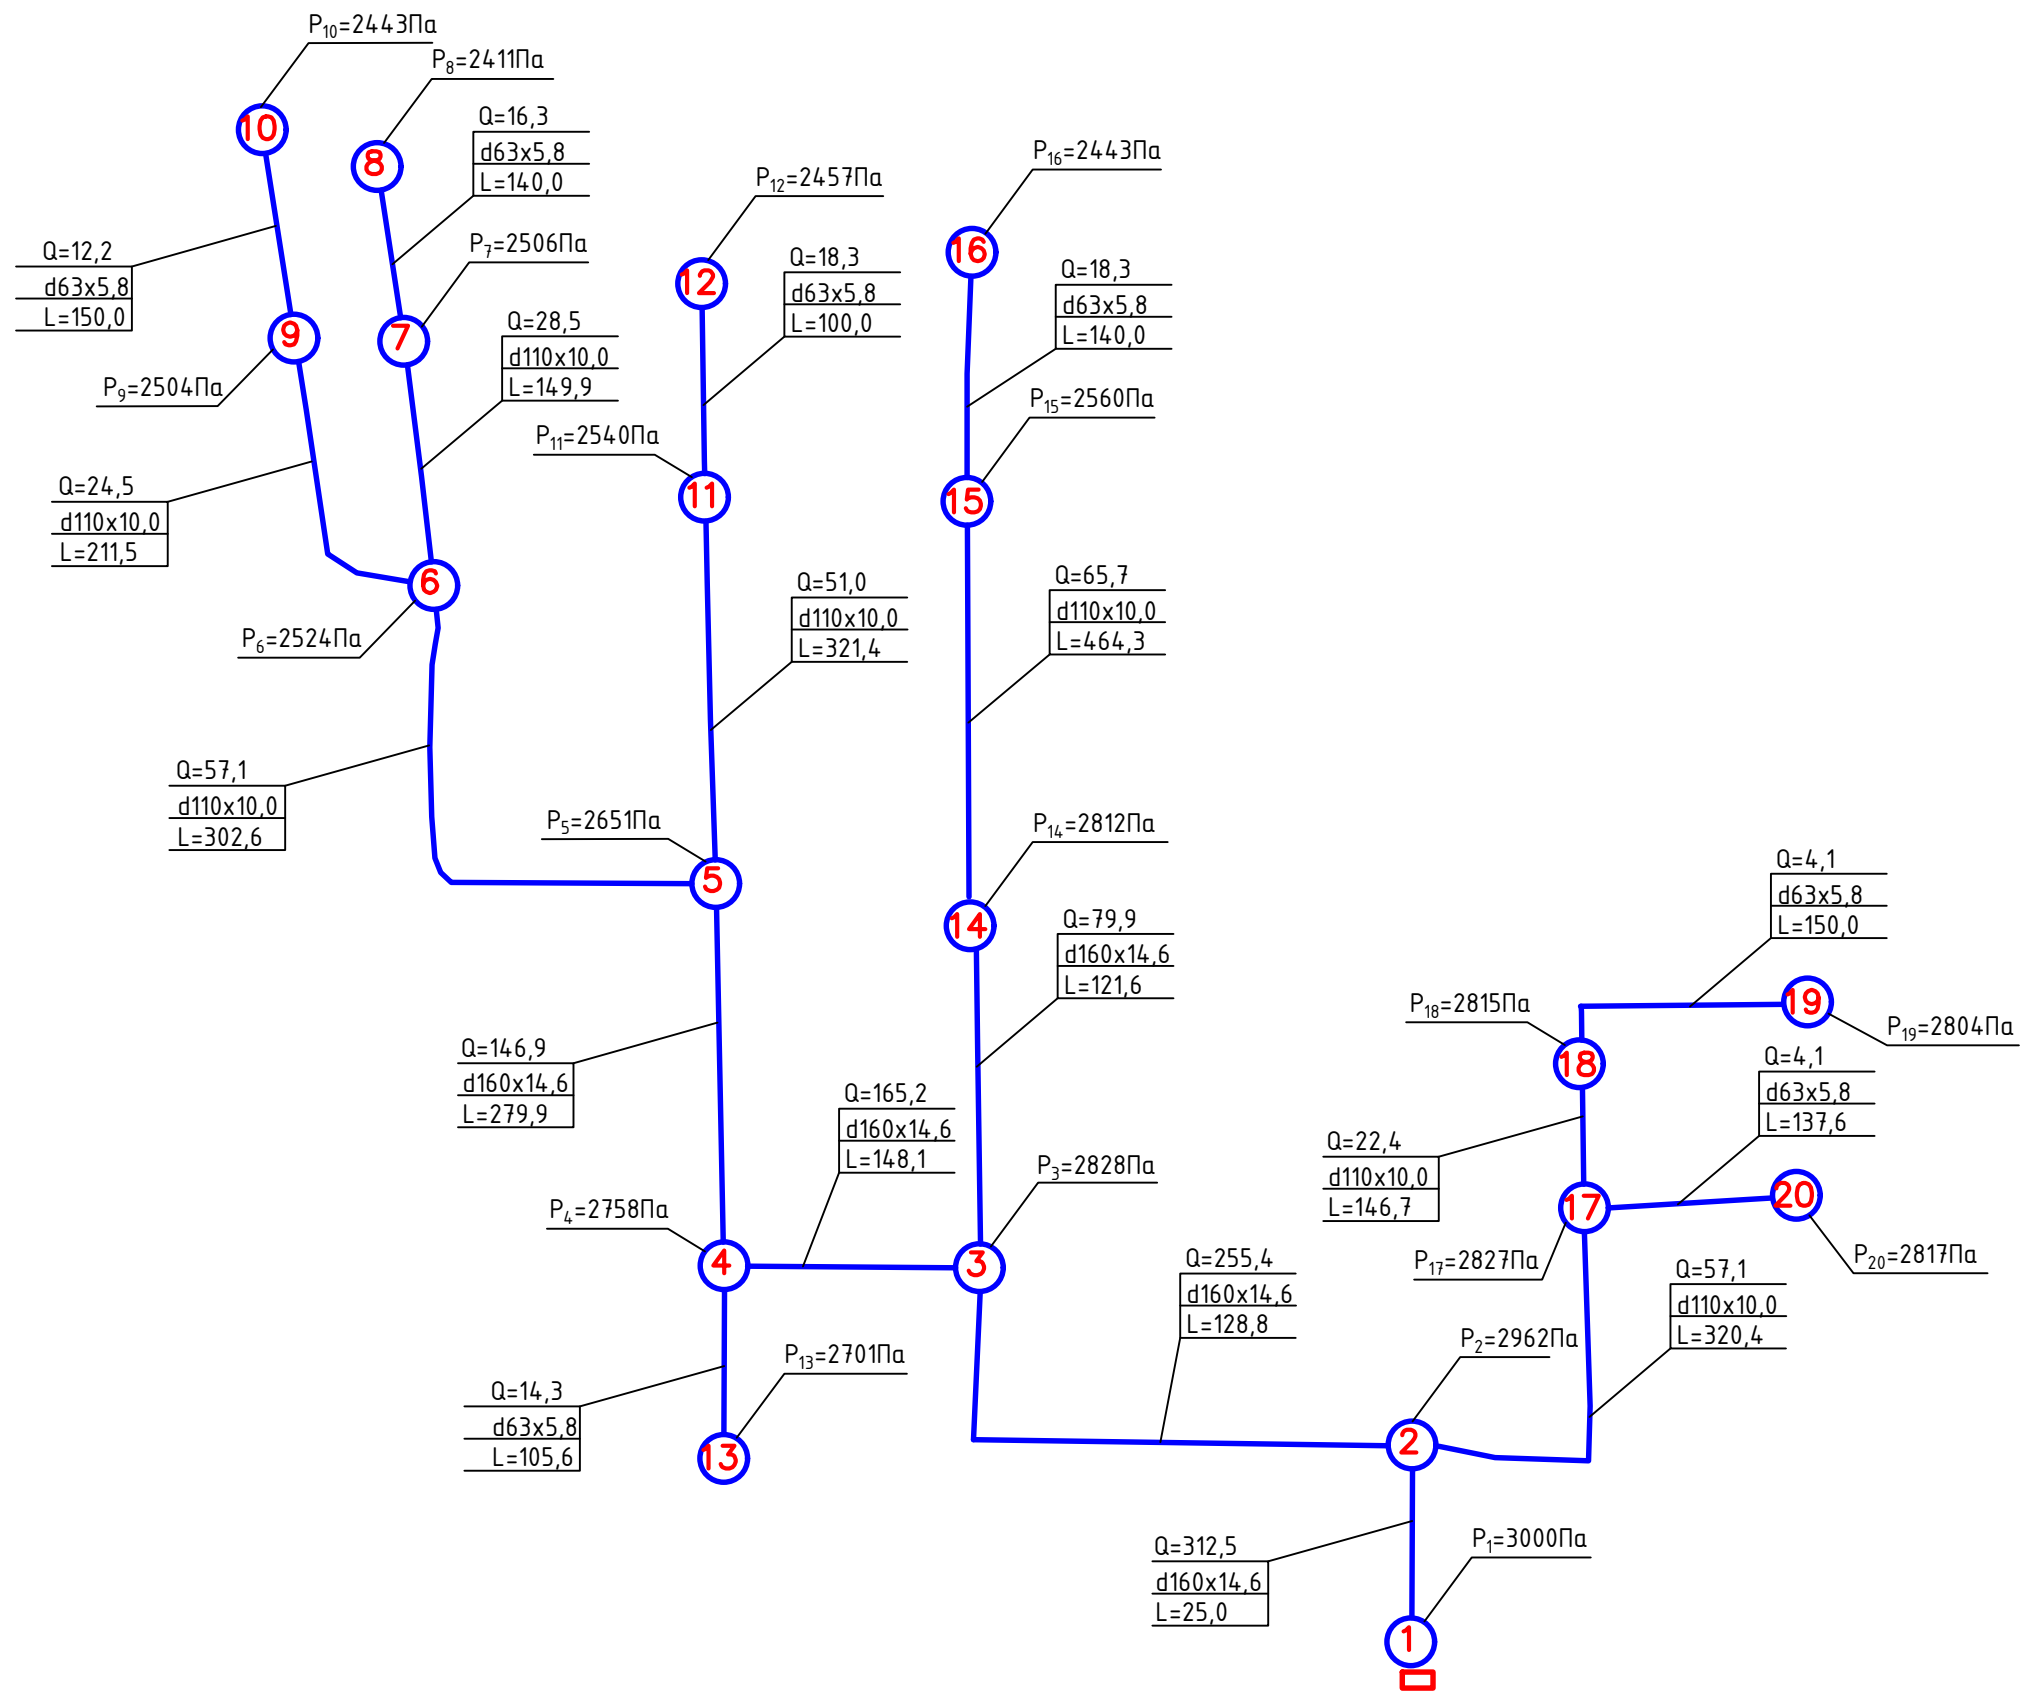 P10=2443Па
P8=2411Па
10
8
Q=16,3
d63x5,8
L=140,0
P16=2443Па
P12=2457Па
Q=12,2
d63x5,8
L=150,0
P7=2506Па
16
12
Q=18,3
d63x5,8
L=100,0
Q=18,3
d63x5,8
L=140,0
9
7
Q=28,5
d110x10,0
L=149,9
P9=2504Па
P15=2560Па
P11=2540Па
Q=24,5
d110x10,0
L=211,5
11
15
6
Q=51,0
d110x10,0
L=321,4
Q=65,7
d110x10,0
L=464,3
P6=2524Па
Q=57,1
d110x10,0
L=302,6
P5=2651Па
P14=2812Па
5
14
Q=4,1
d63x5,8
L=150,0
Q=79,9
d160x14,6
L=121,6
P18=2815Па
19
P19=2804Па
18
Q=146,9
d160x14,6
L=279,9
Q=165,2
d160x14,6
L=148,1
Q=4,1
d63x5,8
L=137,6
Q=22,4
d110x10,0
L=146,7
P3=2828Па
17
20
P4=2758Па
4
3
P17=2827Па
P20=2817Па
Q=255,4
d160x14,6
L=128,8
Q=57,1
d110x10,0
L=320,4
P13=2701Па
P2=2962Па
Q=14,3
d63x5,8
L=105,6
13
2
Q=312,5
d160x14,6
L=25,0
P1=3000Па
1